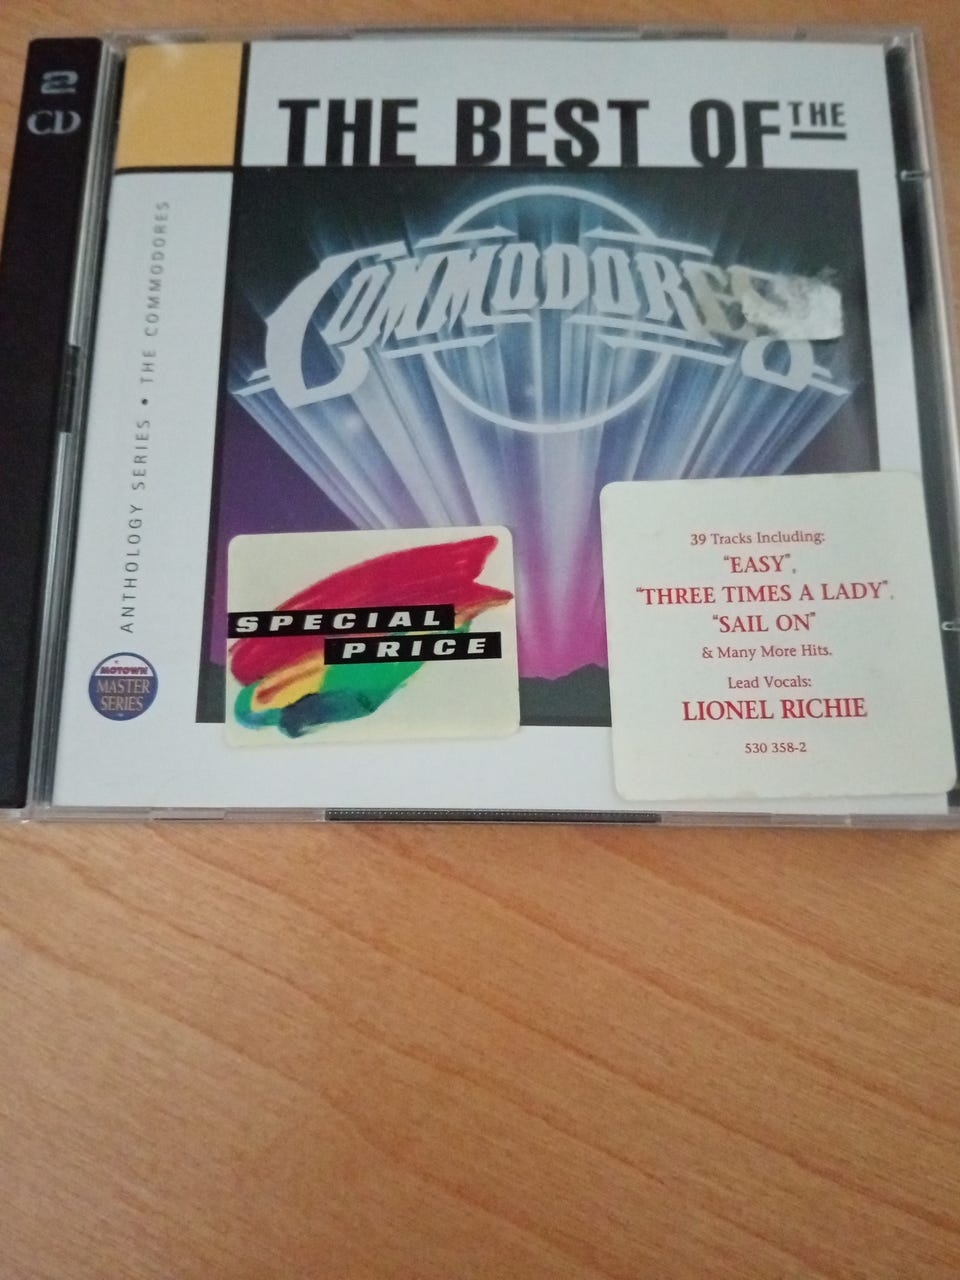 2
CD
THE BEST OF THE
COMMODORES
ANTHOLOGY SERIES • THE COMMODORES
MOTOWN
MASTER
SERIES
SPECIAL
PRICE
39 Tracks Including:
"EASY",
"THREE TIMES A LADY",
"SAIL ON"
& Many More Hits.
Lead Vocals:
LIONEL RICHIE
530 358-2